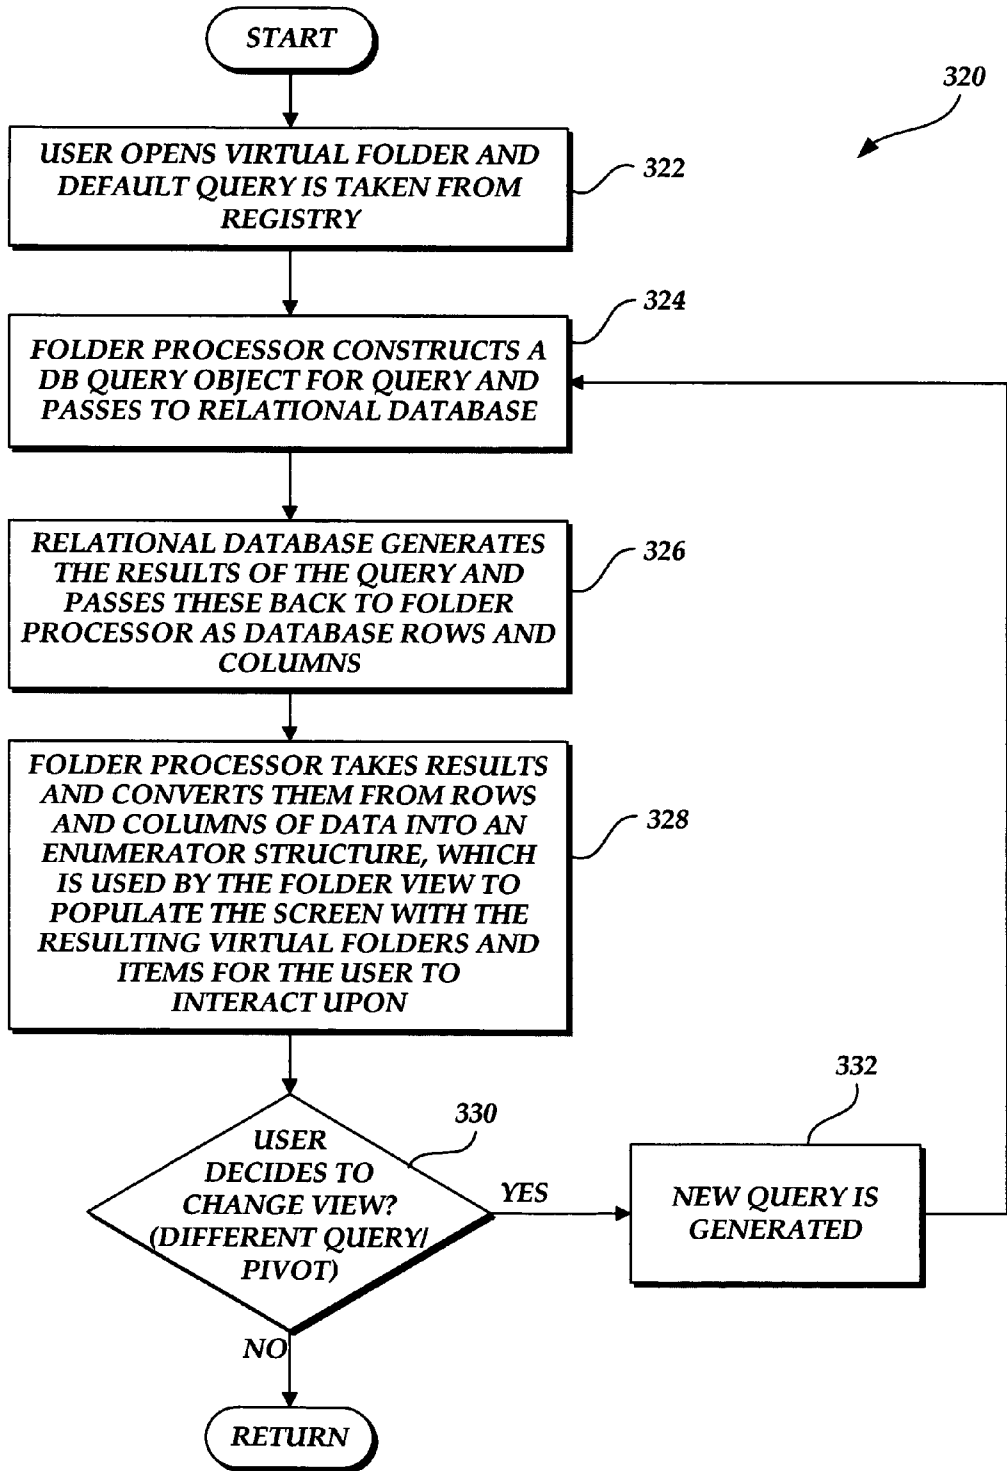 START
320
USER OPENS VIRTUAL FOLDER AND
DEFAULT QUERY IS TAKEN FROM
REGISTRY
322
324
FOLDER PROCESSOR CONSTRUCTS A
DB QUERY OBJECT FOR QUERY AND
PASSES TO RELATIONAL DATABASE
RELATIONAL DATABASE GENERATES
THE RESULTS OF THE QUERY AND
PASSES THESE BACK TO FOLDER
PROCESSOR AS DATABASE ROWS AND
COLUMNS
326
FOLDER PROCESSOR TAKES RESULTS
AND CONVERTS THEM FROM ROWS
AND COLUMNS OF DATA INTO AN
ENUMERATOR STRUCTURE, WHICH
IS USED BY THE FOLDER VIEW TO
POPULATE THE SCREEN WITH THE
RESULTING VIRTUAL FOLDERS AND
ITEMS FOR THE USER TO
INTERACT UPON
328
330
USER
DECIDES TO
CHANGE VIEW?
(DIFFERENT QUERY/
PIVOT)
YES
332
NEW QUERY IS
GENERATED
NO
RETURN